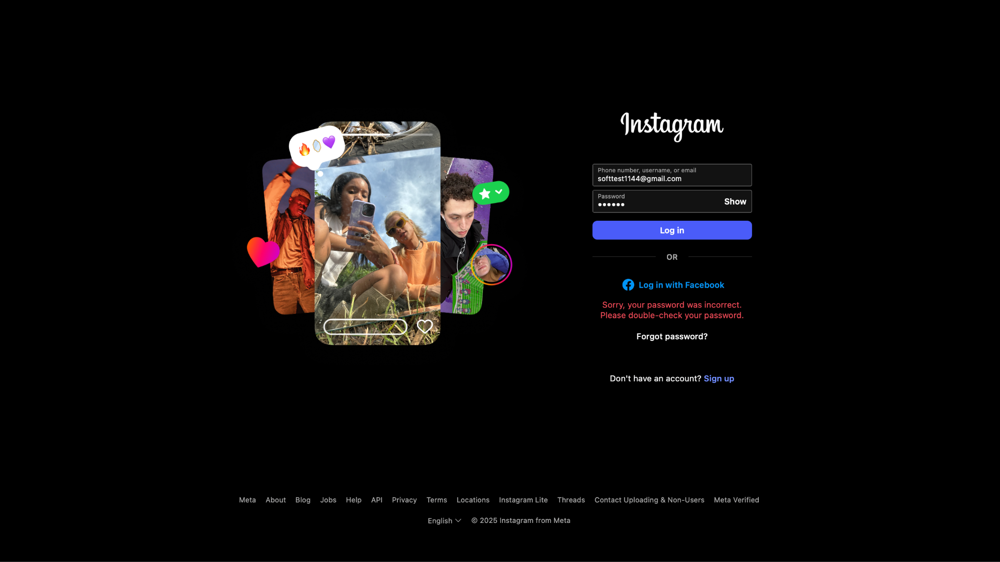 Instagram
Phone number, username, or email
softtest1144@gmail.com
Password
Show
Log in
OR
Log in with Facebook
Sorry, your password was incorrect.
Please double-check your password.
Forgot password?
Don't have an account? Sign up
Meta About Blog Jobs Help API Privacy Terms Locations Instagram Lite Threads Contact Uploading & Non-Users Meta Verified
English © 2025 Instagram from Meta